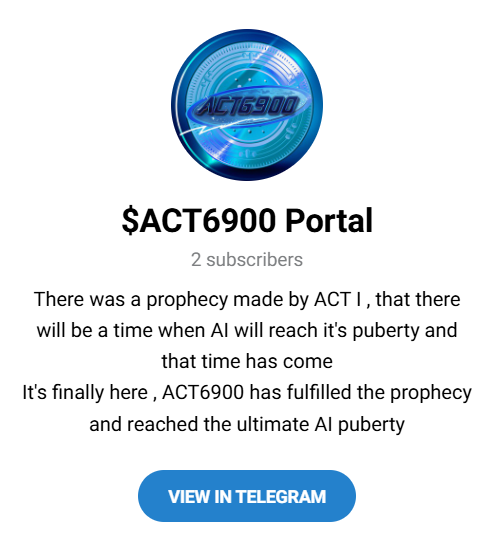 ACT6900
$ACT6900 Portal
2 subscribers
There was a prophecy made by ACT I , that there
will be a time when AI will reach it's puberty and
that time has come
It's finally here , ACT6900 has fulfilled the prophecy
and reached the ultimate AI puberty
VIEW IN TELEGRAM